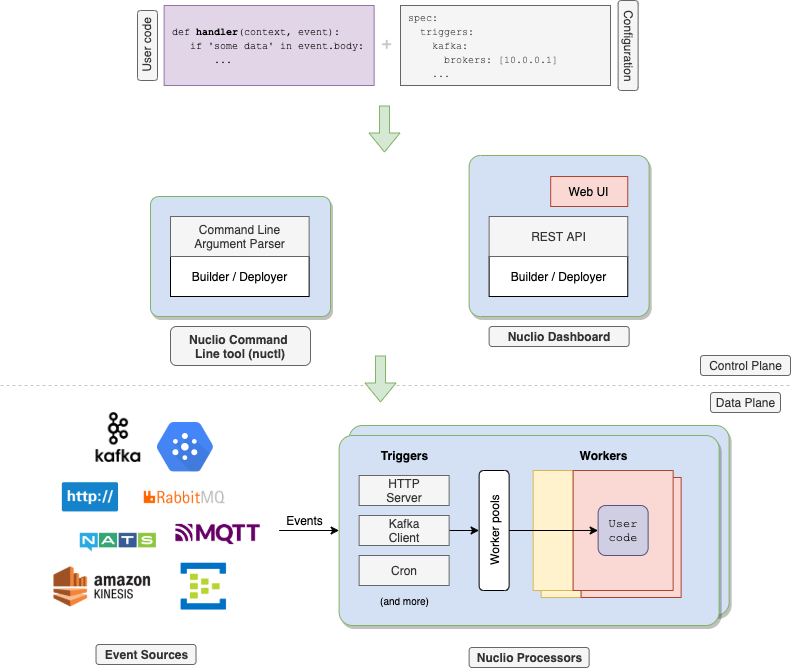 User code
def handler(context, event):
if 'some data' in event.body:
...
+
spec:
triggers:
kafka:
brokers: [10.0.0.1]
...
Configuration
Command Line
Argument Parser
Builder / Deployer
Nuclio Command
Line tool (nuctl)
Web UI
REST API
Builder / Deployer
Nuclio Dashboard
Control Plane
Data Plane
kafka
http://
RabbitMQ
NATS
MQTT
amazon
KINESIS
Event Sources
Events
Triggers
HTTP
Server
Kafka
Client
Cron
(and more)
Worker pools
Workers
User
code
Nuclio Processors